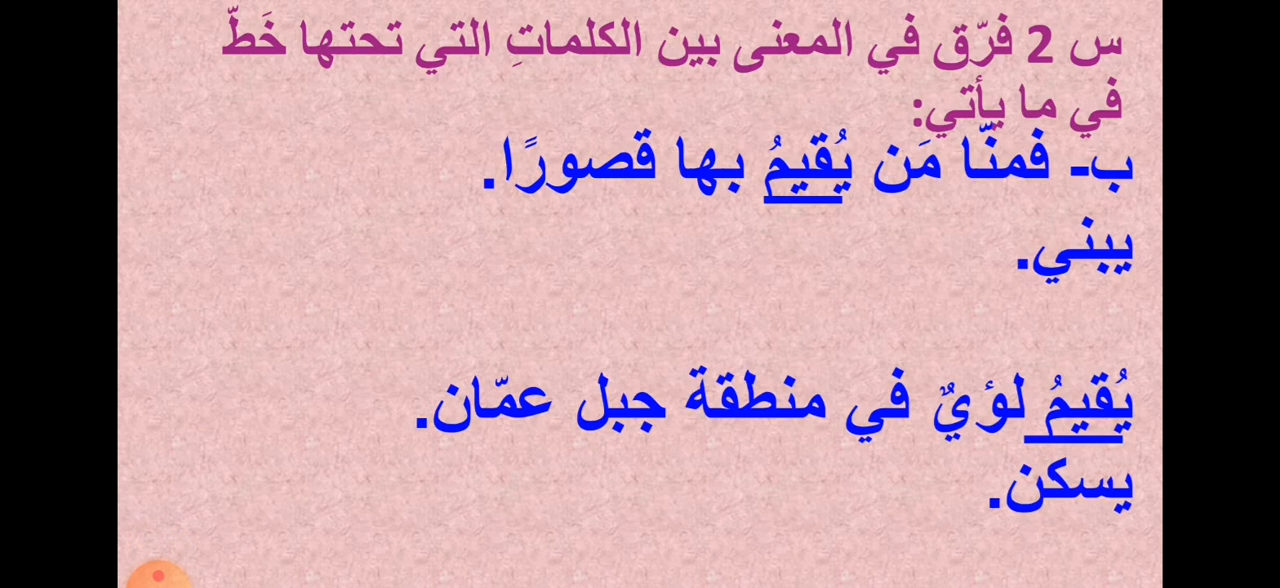 س 2 فرّق في المعنى بين الكلماتِ التي تحتها خَطّ
في ما يأتي:
ب- فمنّا مَن يُقيمُ بها قصورًا.
يبني.
يُقيمُ لؤيٌ في منطقة جبل عمّان.
يسكن.